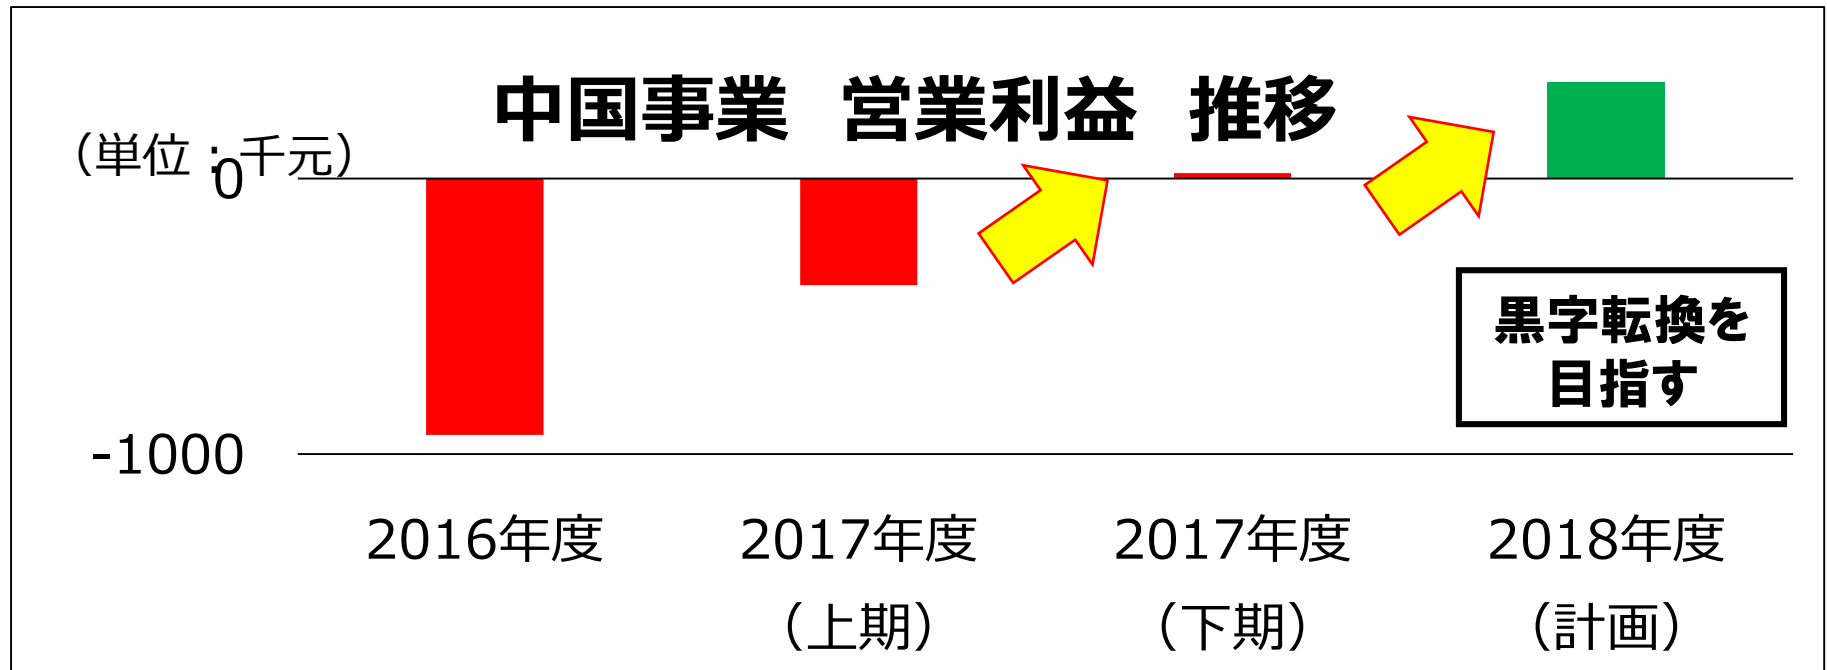 中国事業　営業利益　推移
（単位：千元）
0
-1000
黒字転換を
目指す
2016年度
2017年度
（上期）
2017年度
（下期）
2018年度
（計画）